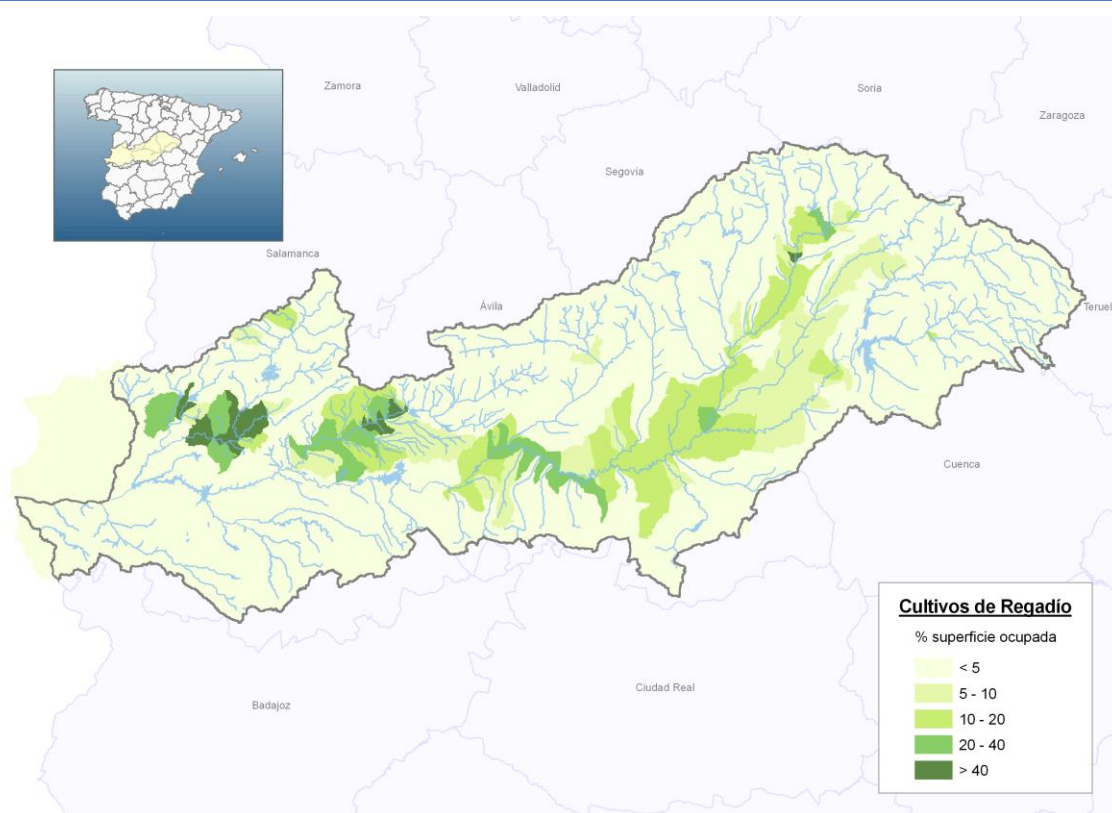 Zamora
Valladolid
Soria
Zaragoza
Segovia
Salamanca
Ávila
Teruel
Cuenca
Cultivos de Regadío
% superficie ocupada
< 5
5 - 10
10 - 20
20 - 40
> 40
Ciudad Real
Badajoz